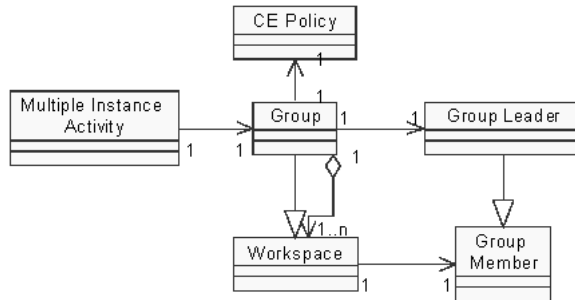 CE Policy
1
1
Multiple Instance
Activity
1
1
Group
1
1
1
Group Leader
1..n
Workspace
1
1
Group
Member